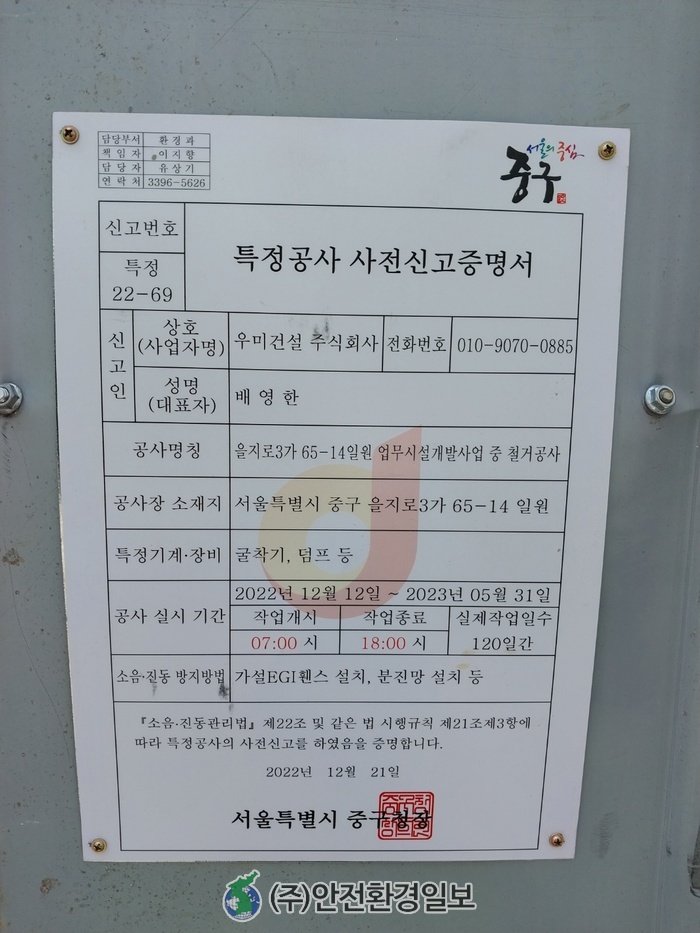 담당부서 환경과
책임자 이지향
담당자 유상기
연락처 3396-5626
서울의 중심
중구
신고번호
특정
22-69
특정공사 사전신고증명서
신고인
상호
(사업자명)
우미건설 주식회사
전화번호
010-9070-0885
성명
(대표자)
배영한
공사명칭
을지로3가 65-14일원 업무시설개발사업 중 철거공사
공사장 소재지
서울특별시 중구 을지로3가 65-14 일원
특정기계·장비
굴착기, 덤프 등
공사 실시 기간
2022년 12월 12일 ~ 2023년 05월 31일
작업개시 작업종료 실제작업일수
07:00 시 18:00 시 120일간
소음·진동 방지방법
가설EGI휀스 설치, 분진망 설치 등
『소음·진동관리법』 제22조 및 같은 법 시행규칙 제21조제3항에
따라 특정공사의 사전신고를 하였음을 증명합니다.
2022년 12월 21일
서울특별시 중구청장
(주)안전환경일보